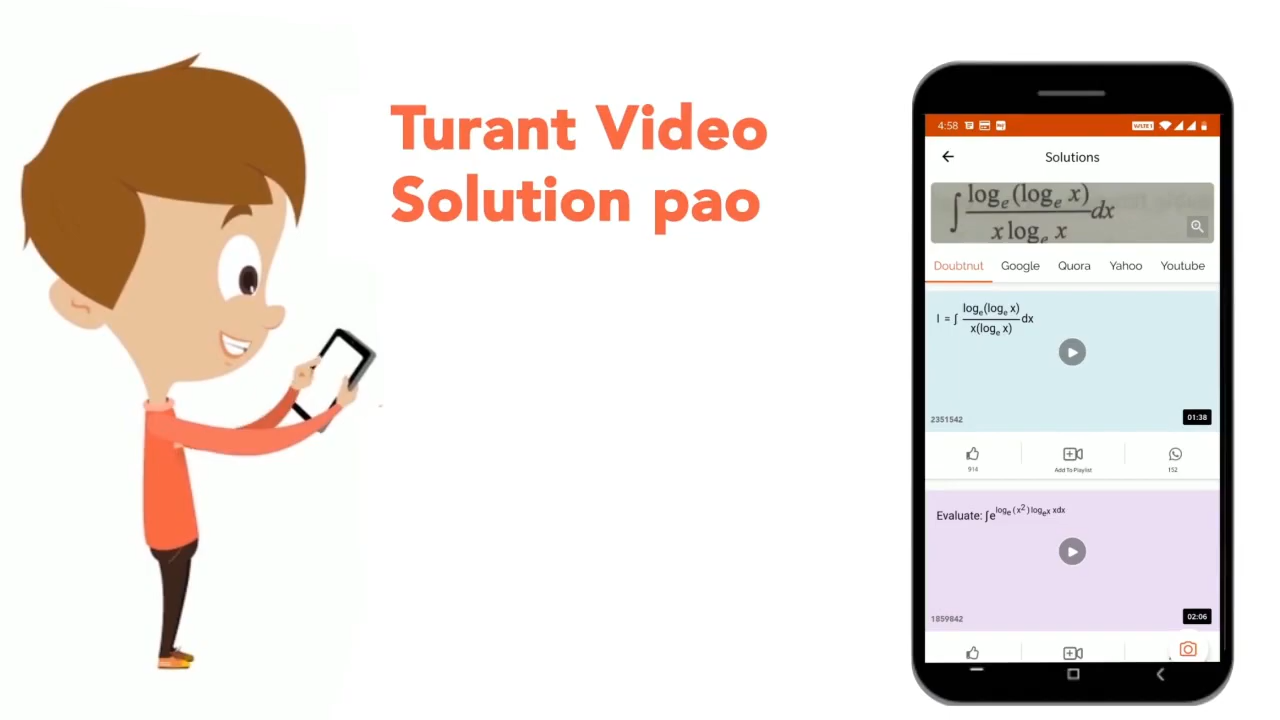 Turant Video
Solution pao
4:58
VoLTE1
Solutions
∫ logₑ(logₑ x) / x logₑ x dx
Doubtnut Google Quora Yahoo Youtube
I = ∫ logₑ(logₑ x) / x(logₑ x) dx
2351542 01:38
914 Add To Playlist 152
Evaluate: ∫e^logₑ(x²)logₑx xdx
1859842 02:06